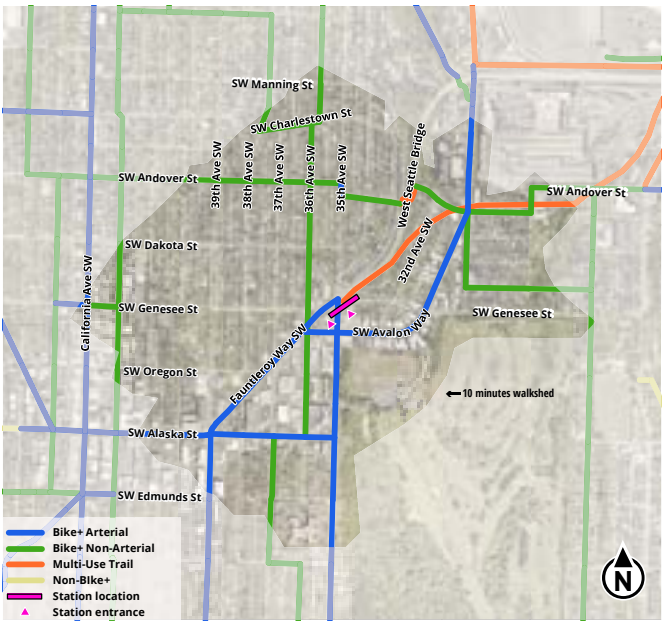 SW Manning St
SW Charlestown St
SW Andover St
39th Ave SW
38th Ave SW
37th Ave SW
36th Ave SW
35th Ave SW
West Seattle Bridge
SW Andover St
32nd Ave SW
SW Dakota St
California Ave SW
SW Genesee St
SW Genesee St
SW Avalon Way
Fauntleroy Way SW
SW Oregon St
10 minutes walkshed
SW Alaska St
SW Edmunds St
Bike+ Arterial
Bike+ Non-Arterial
Multi-Use Trail
Non-BIke+
Station location
Station entrance
N